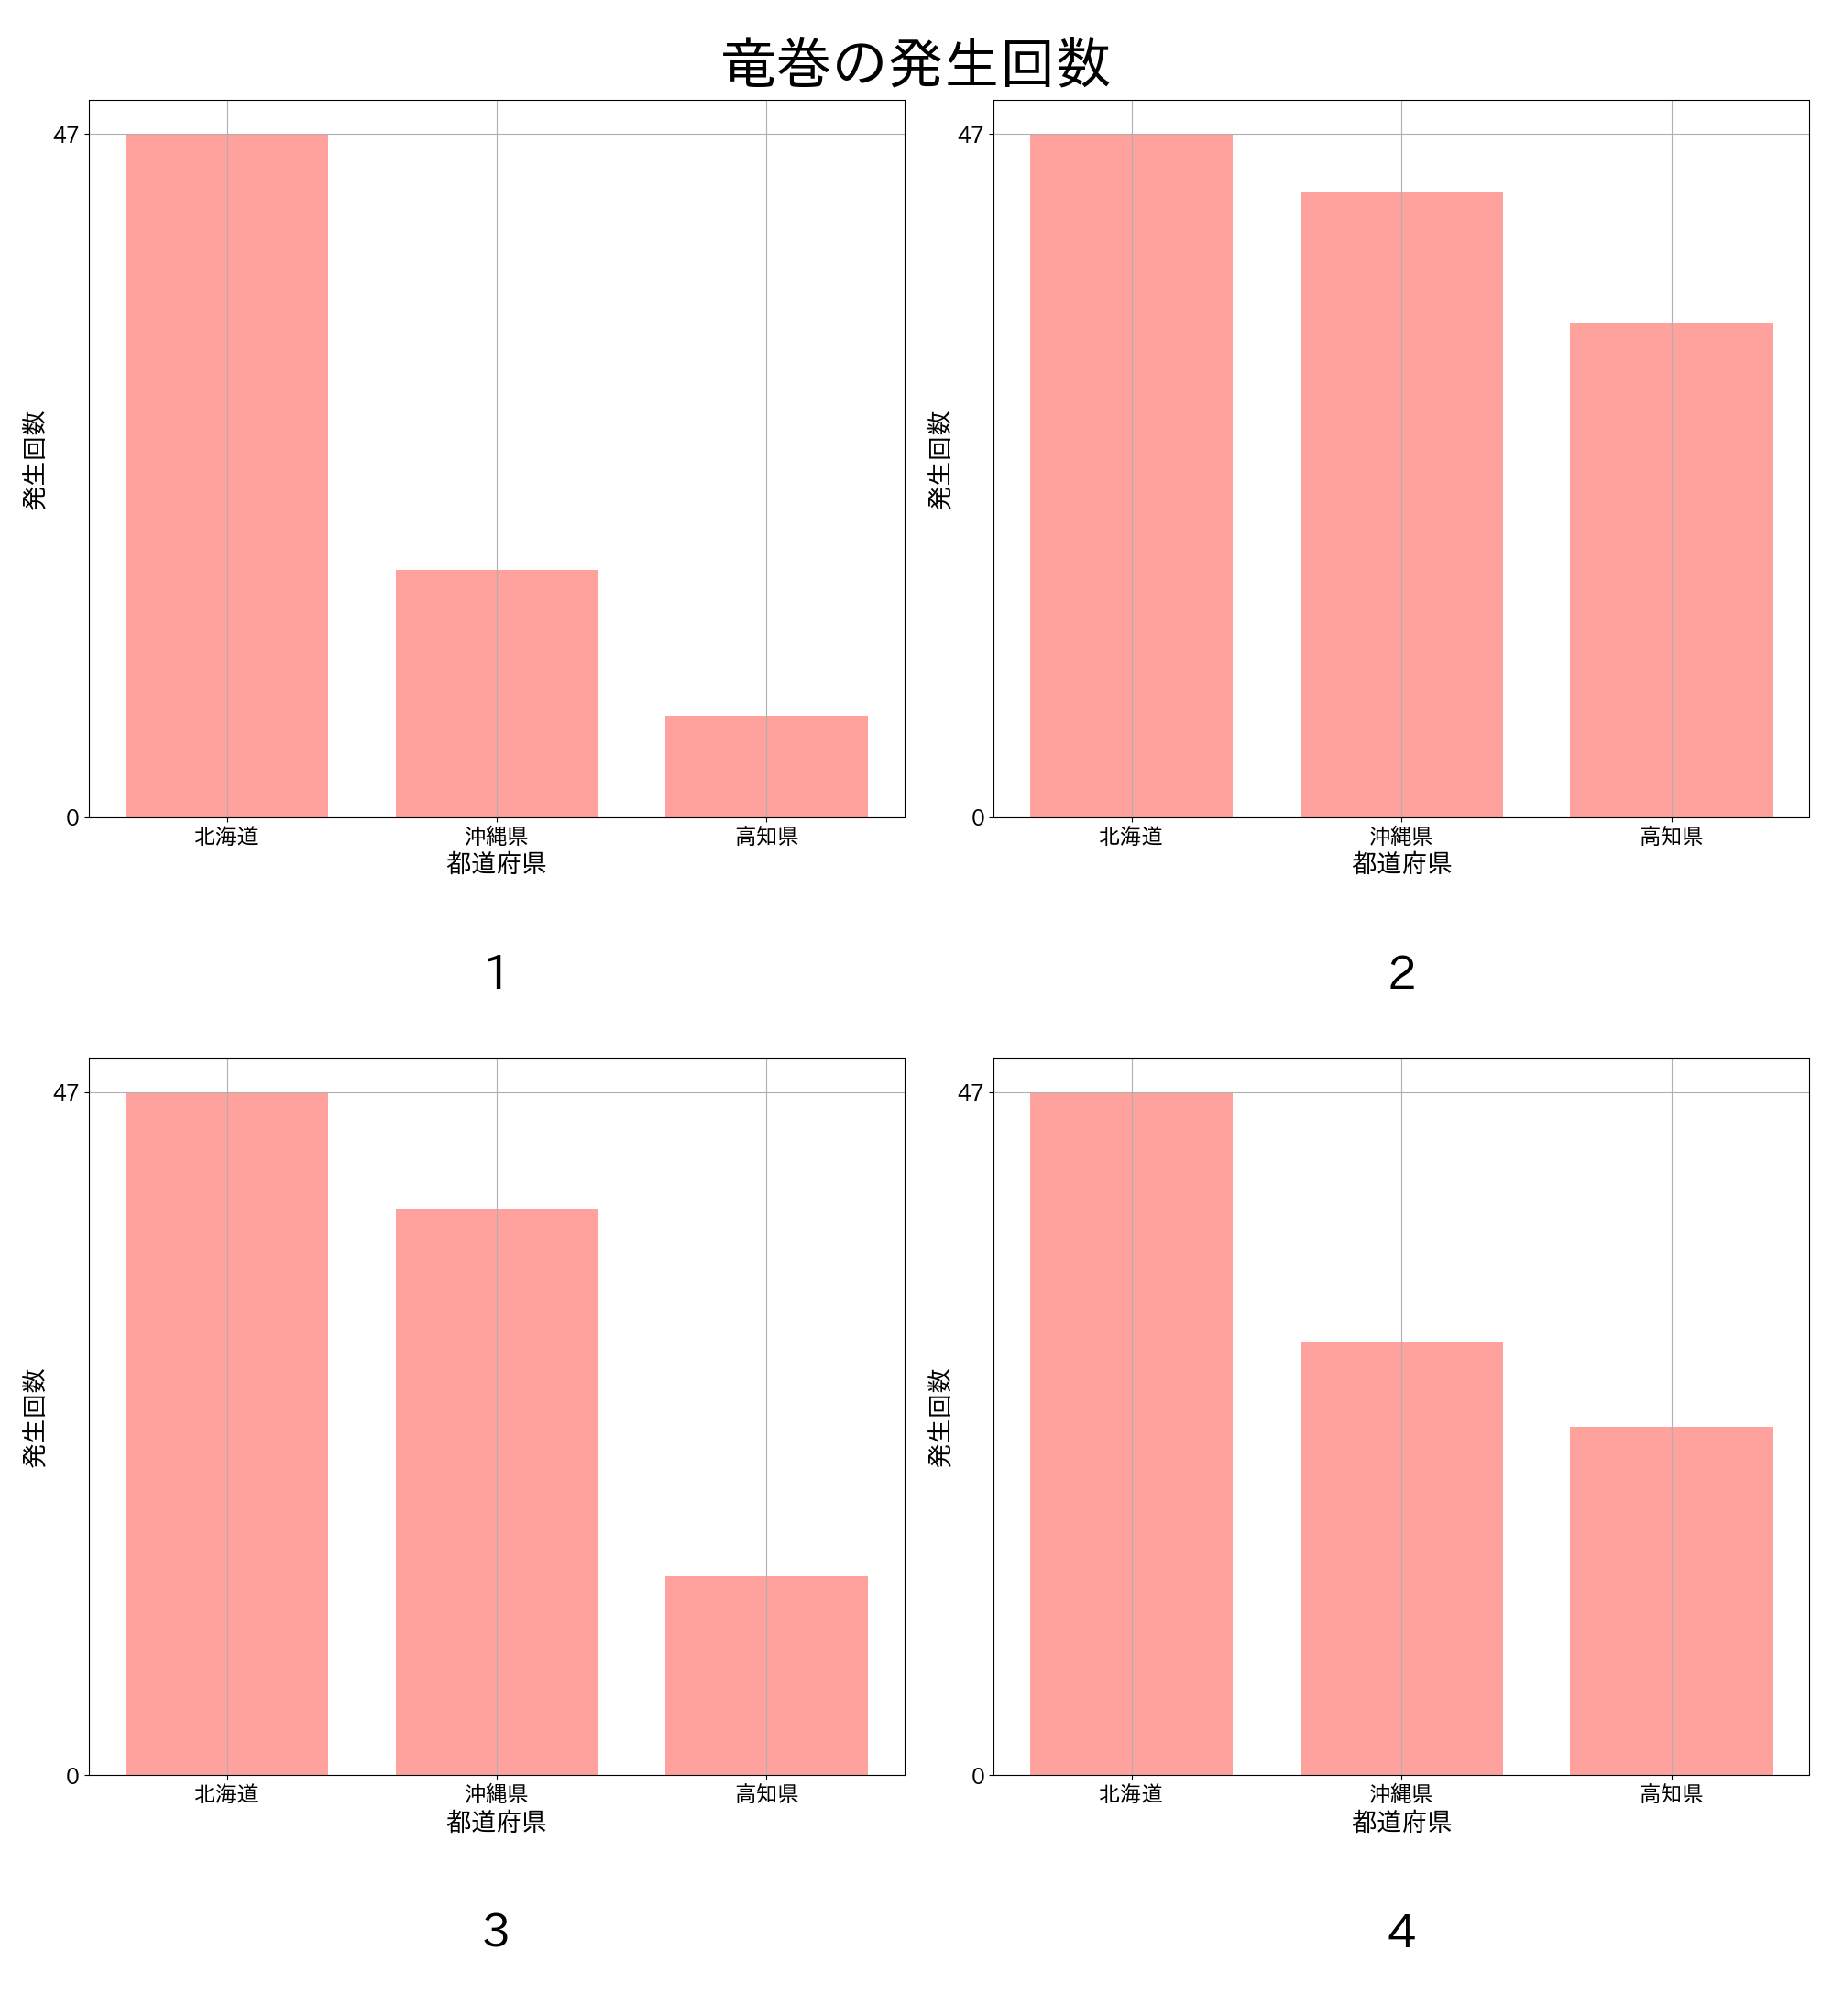 竜巻の発生回数
47
0
発生回数
北海道 沖縄県 高知県
都道府県
1
47
0
発生回数
北海道 沖縄県 高知県
都道府県
2
47
0
発生回数
北海道 沖縄県 高知県
都道府県
3
47
0
発生回数
北海道 沖縄県 高知県
都道府県
4